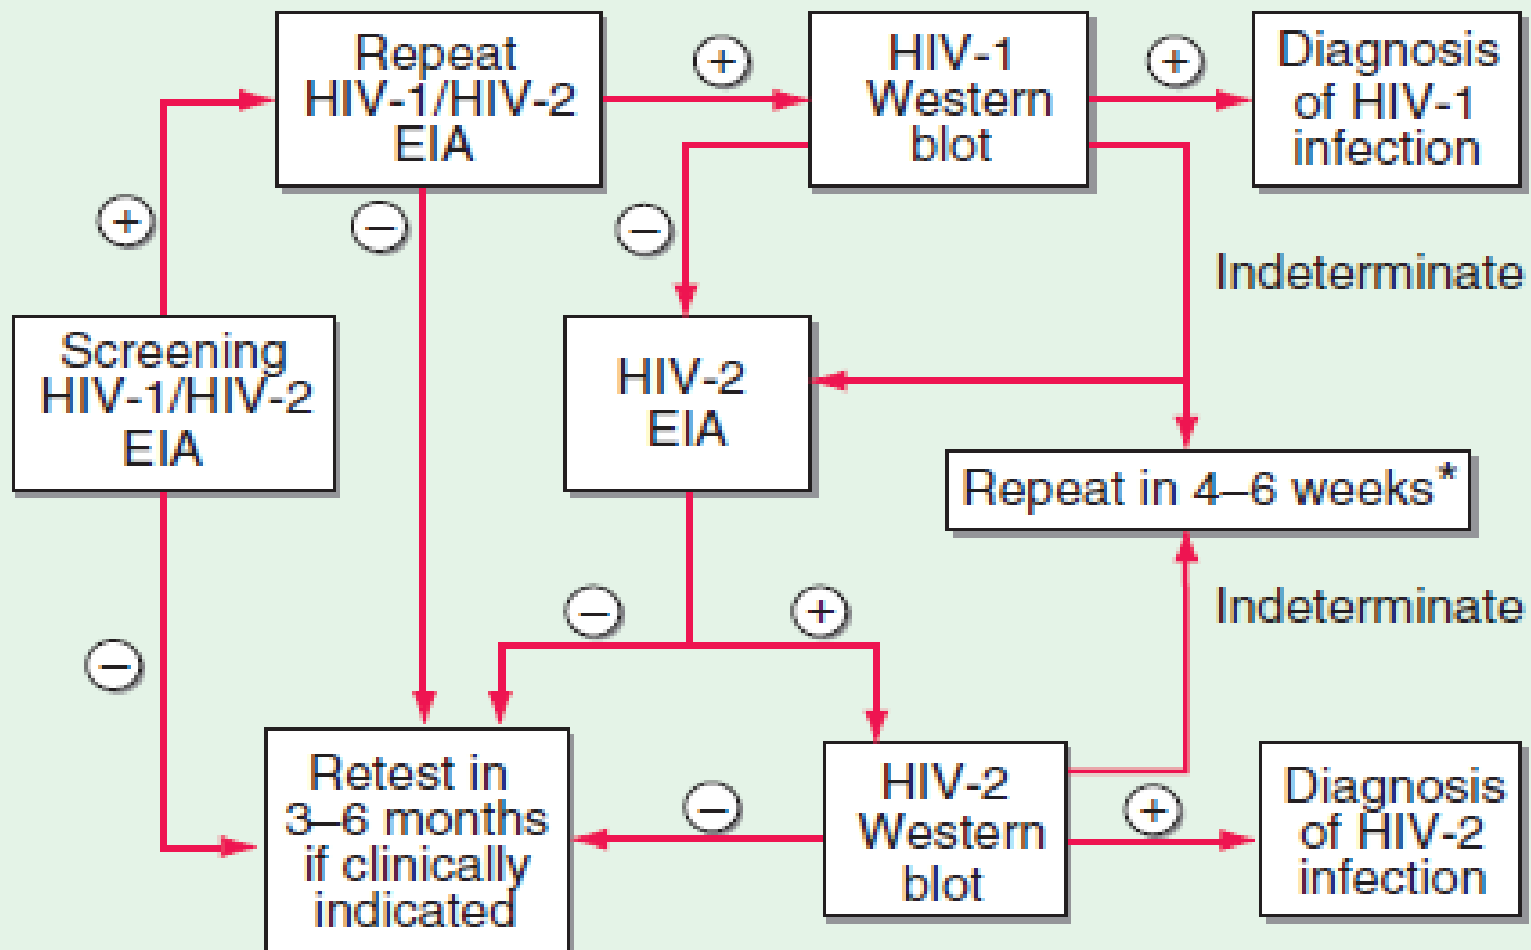 Repeat
HIV-1/HIV-2
EIA
+
HIV-1
Western
blot
+
Diagnosis
of HIV-1
infection
+
−
−
Indeterminate
Screening
HIV-1/HIV-2
EIA
HIV-2
EIA
Repeat in 4–6 weeks*
−
+
Indeterminate
−
Retest in
3–6 months
if clinically
indicated
−
HIV-2
Western
blot
+
Diagnosis
of HIV-2
infection